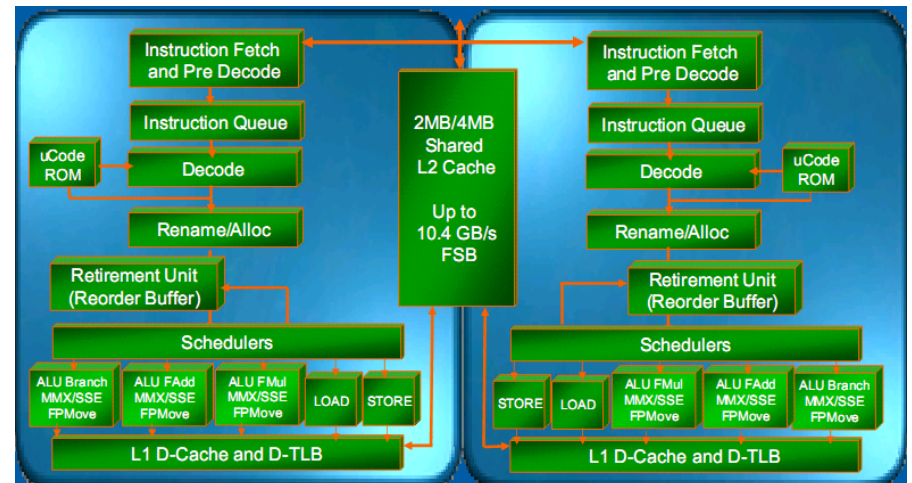 Instruction Fetch
and Pre Decode
Instruction Queue
uCode
ROM
Decode
Rename/Alloc
Retirement Unit
(Reorder Buffer)
Schedulers
ALU Branch
MMX/SSE
FPMove
ALU FAdd
MMX/SSE
FPMove
ALU FMul
MMX/SSE
FPMove
LOAD
STORE
L1 D-Cache and D-TLB
2MB/4MB
Shared
L2 Cache
Up to
10.4 GB/s
FSB
Instruction Fetch
and Pre Decode
Instruction Queue
Decode
uCode
ROM
Rename/Alloc
Retirement Unit
(Reorder Buffer)
Schedulers
STORE
LOAD
ALU FMul
MMX/SSE
FPMove
ALU FAdd
MMX/SSE
FPMove
ALU Branch
MMX/SSE
FPMove
L1 D-Cache and D-TLB